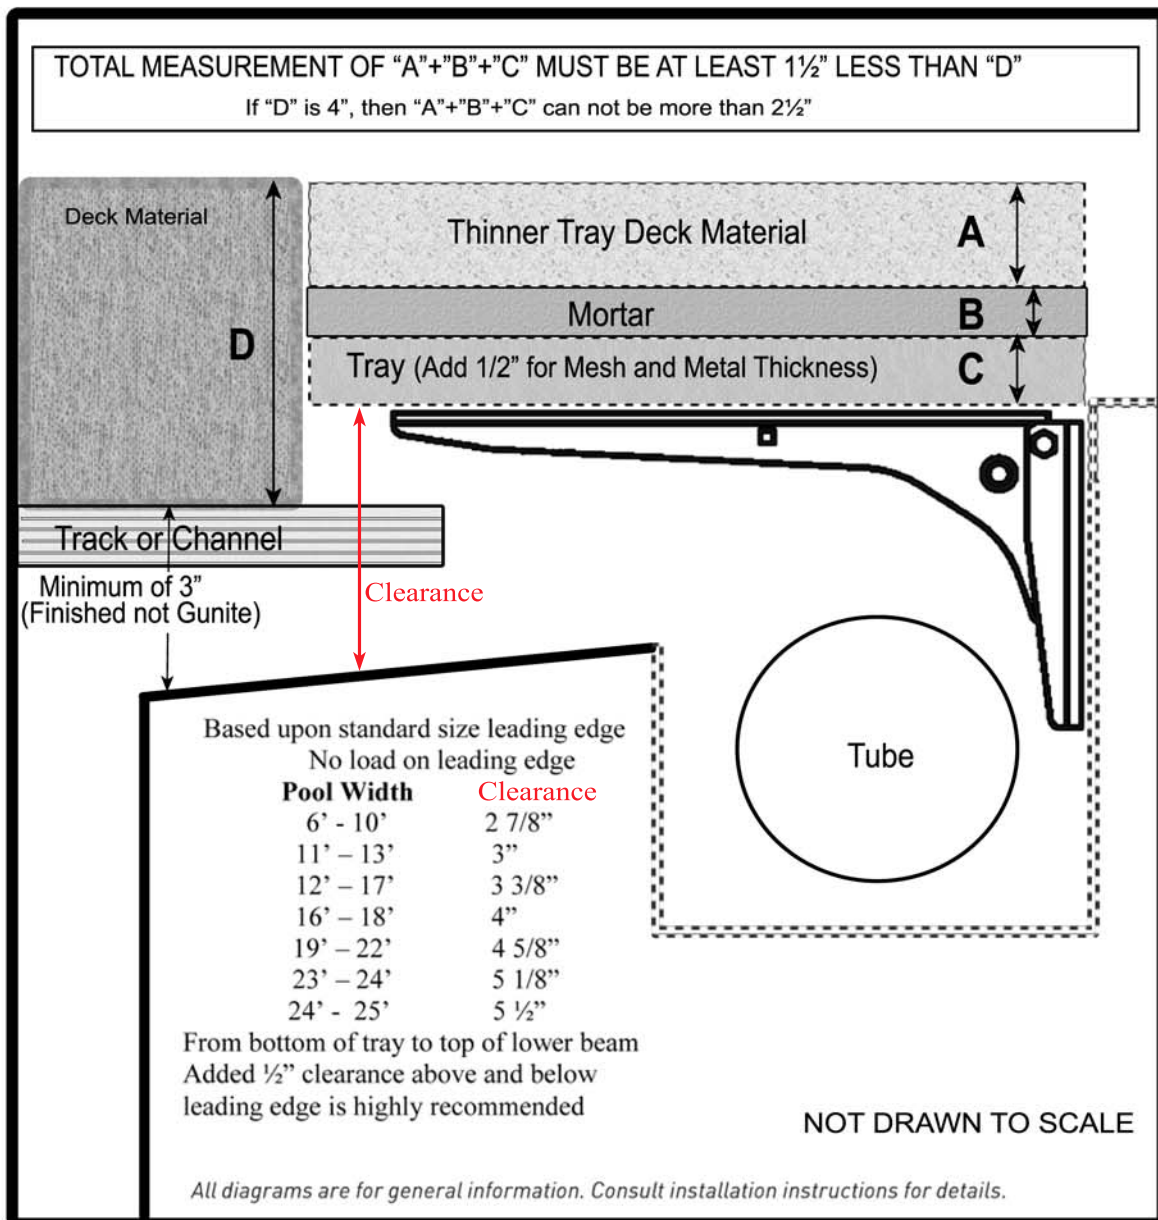 TOTAL MEASUREMENT OF “A”+”B”+”C” MUST BE AT LEAST 1½” LESS THAN “D”
If “D” is 4”, then “A”+”B”+”C” can not be more than 2½”
Deck Material
Thinner Tray Deck Material
A
Mortar
B
D
Tray (Add 1/2” for Mesh and Metal Thickness)
C
Track or Channel
Minimum of 3”
(Finished not Gunite)
Clearance
Based upon standard size leading edge
No load on leading edge
Pool Width Clearance
6’ - 10’ 2 7/8”
11’ – 13’ 3”
12’ – 17’ 3 3/8”
16’ – 18’ 4”
19’ – 22’ 4 5/8”
23’ – 24’ 5 1/8”
24’ - 25’ 5 ½”
From bottom of tray to top of lower beam
Added ½” clearance above and below
leading edge is highly recommended
Tube
NOT DRAWN TO SCALE
All diagrams are for general information. Consult installation instructions for details.